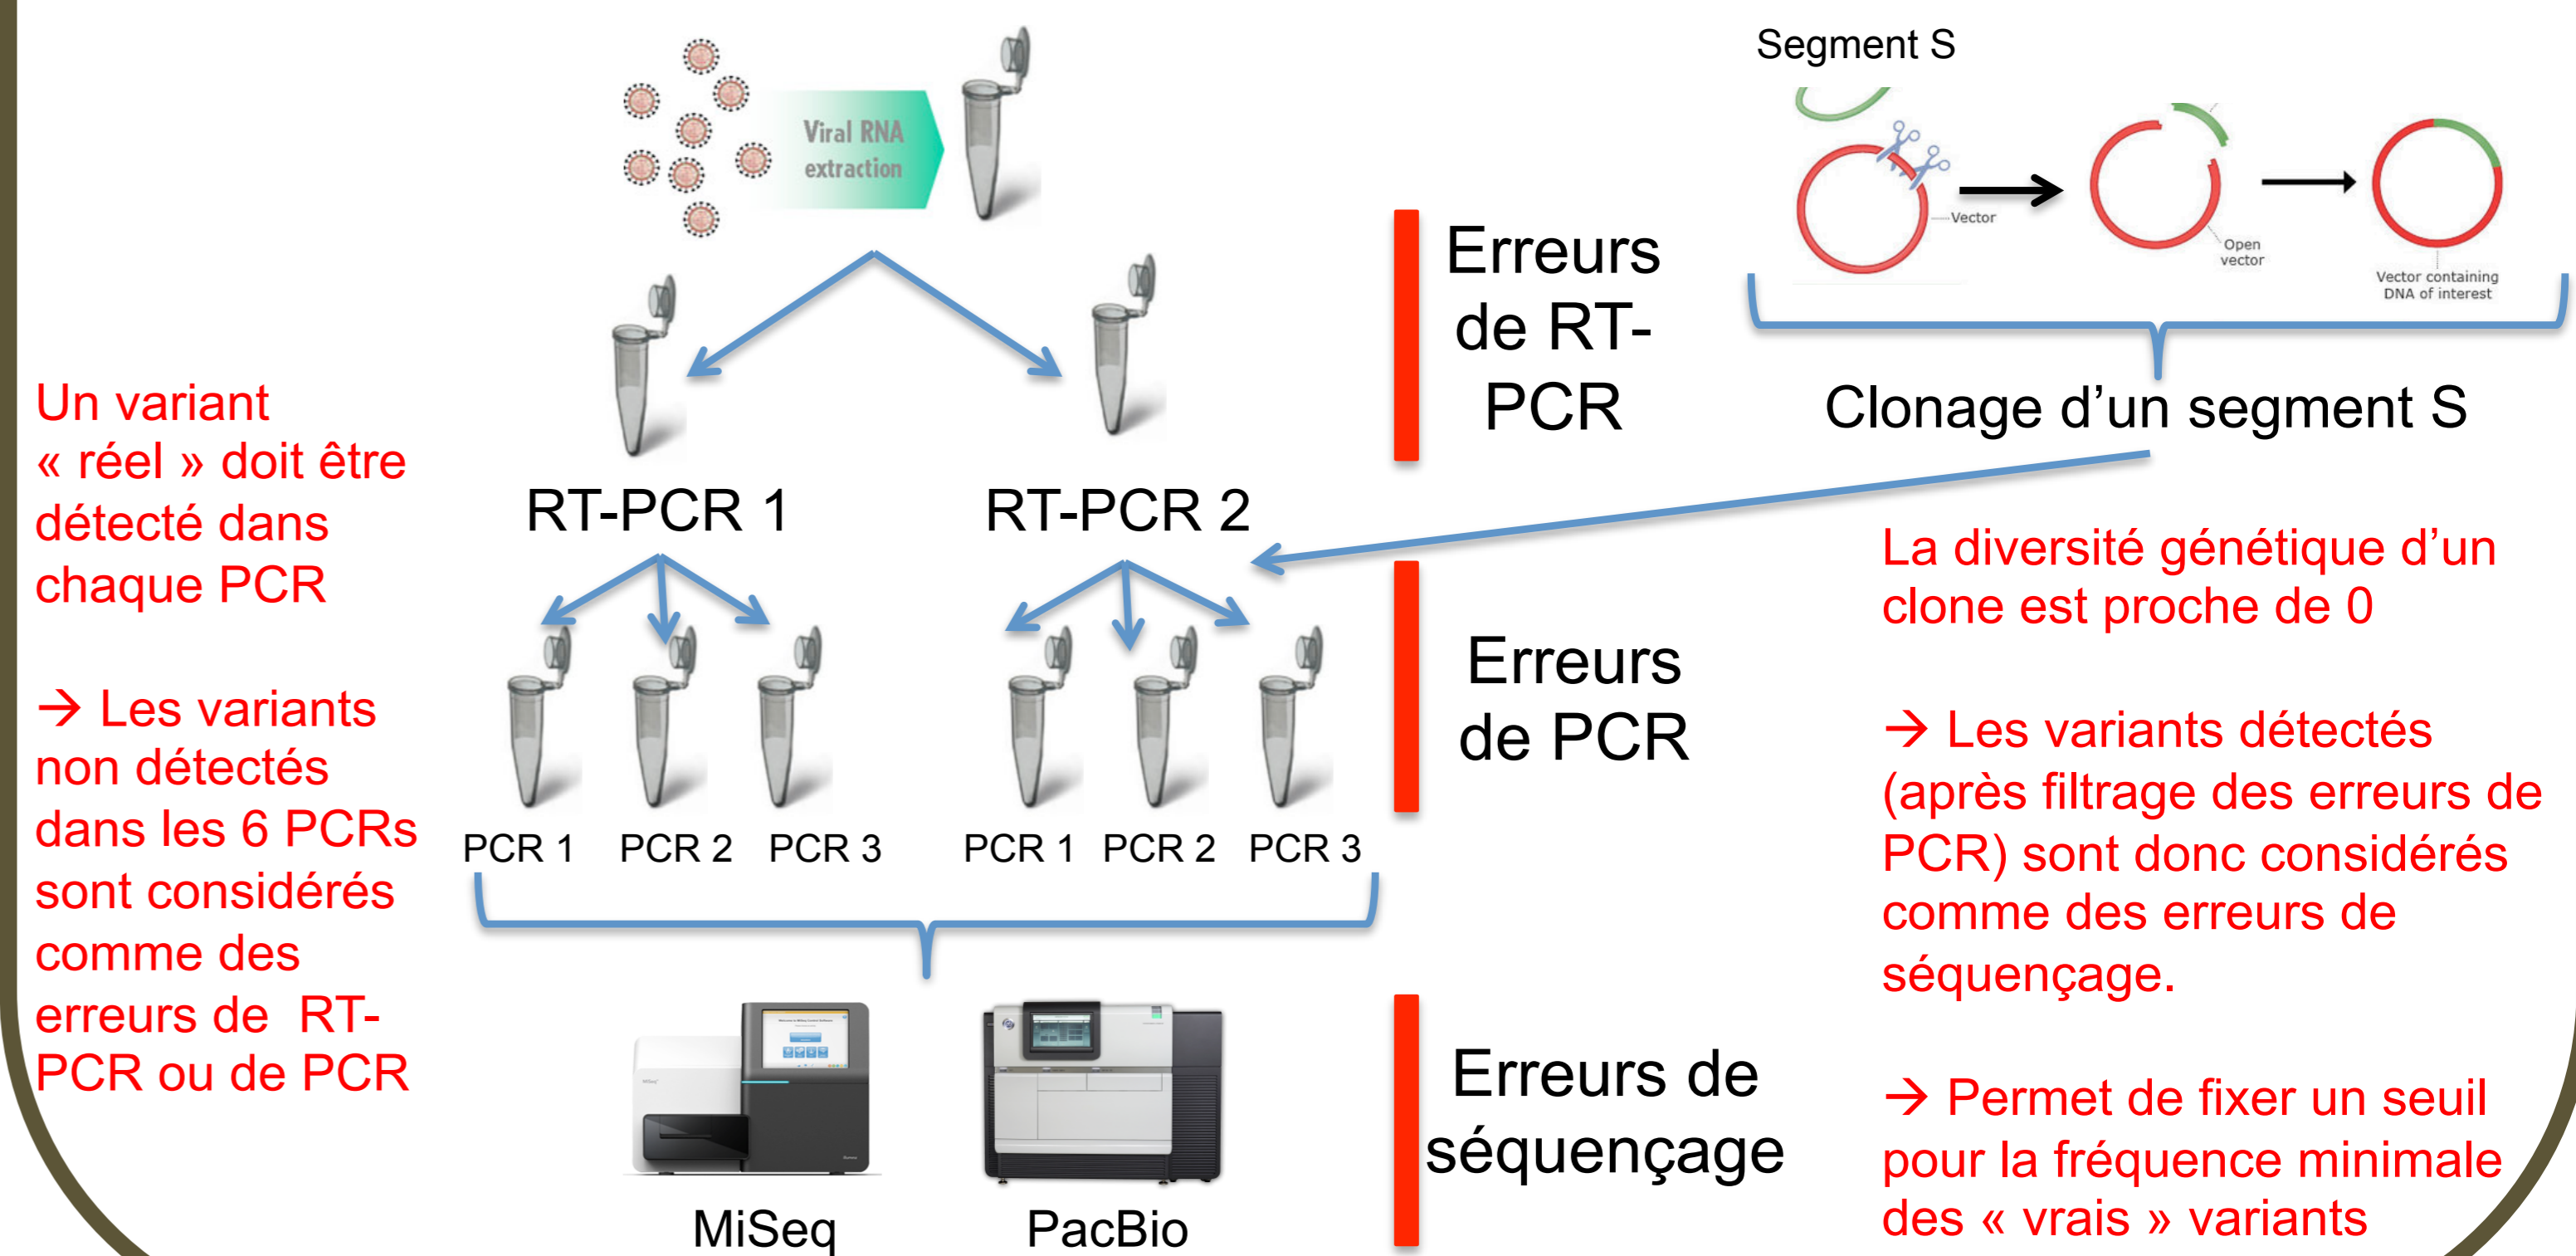 Segment S
Viral RNA
extraction
Vector
Open
vector
Vector containing
DNA of interest
Erreurs
de RT-
PCR
Clonage d’un segment S
Un variant
« réel » doit être
détecté dans
chaque PCR
→ Les variants
non détectés
dans les 6 PCRs
sont considérés
comme des
erreurs de RT-
PCR ou de PCR
RT-PCR 1
RT-PCR 2
PCR 1
PCR 2
PCR 3
PCR 1
PCR 2
PCR 3
Erreurs
de PCR
La diversité génétique d’un
clone est proche de 0
→ Les variants détectés
(après filtrage des erreurs de
PCR) sont donc considérés
comme des erreurs de
séquençage.
→ Permet de fixer un seuil
pour la fréquence minimale
des « vrais » variants
Erreurs de
séquençage
MiSeq
PacBio